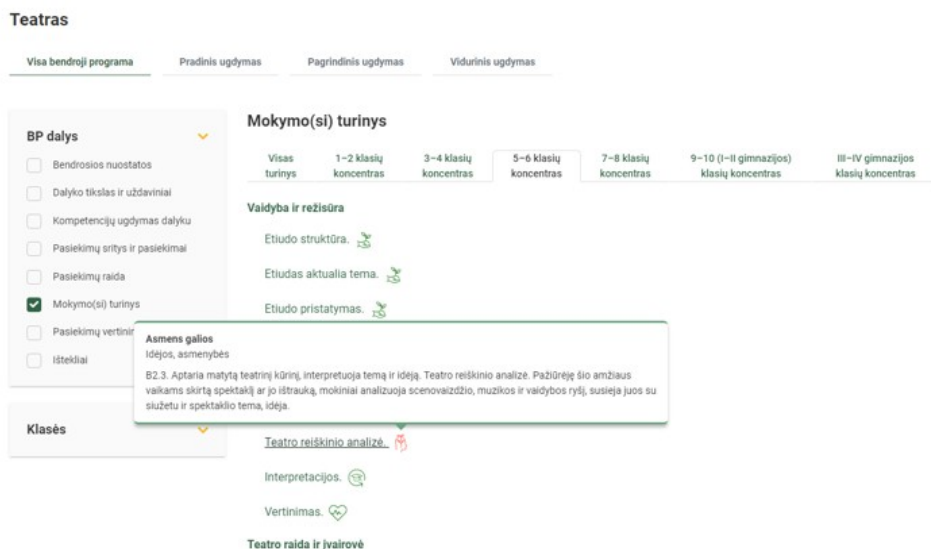 Teatras
Visa bendroji programa
Pradinis ugdymas
Pagrindinis ugdymas
Vidurinis ugdymas
BP dalys
Bendrosios nuostatos
Dalyko tikslas ir uždaviniai
Kompetencijų ugdymas dalyku
Pasiekimų sritys ir pasiekimai
Pasiekimų raida
Mokymo(si) turinys
Pasiekimų vertinim
Ištekliai
Klasės
Mokymo(si) turinys
Visas turinys
1–2 klasių koncentras
3–4 klasių koncentras
5–6 klasių koncentras
7–8 klasių koncentras
9–10 (I–II gimnazijos) klasių koncentras
III–IV gimnazijos klasių koncentras
Vaidyba ir režisūra
Etiudo struktūra.
Etiudas aktualia tema.
Etiudo pristatymas.
Asmens galios
Idėjos, asmenybės
B2.3. Aptaria matytą teatrinį kūrinį, interpretuoja temą ir idėją. Teatro reiškinio analizė. Pažiūrėję šio amžiaus
vaikams skirtą spektaklį ar jo ištrauką, mokiniai analizuoja scenovaizdžio, muzikos ir vaidybos ryšį, susieja juos su
siužetu ir spektaklio tema, idėja.
Teatro reiškinio analizė.
Interpretacijos.
Vertinimas.
Teatro raida ir įvairovė